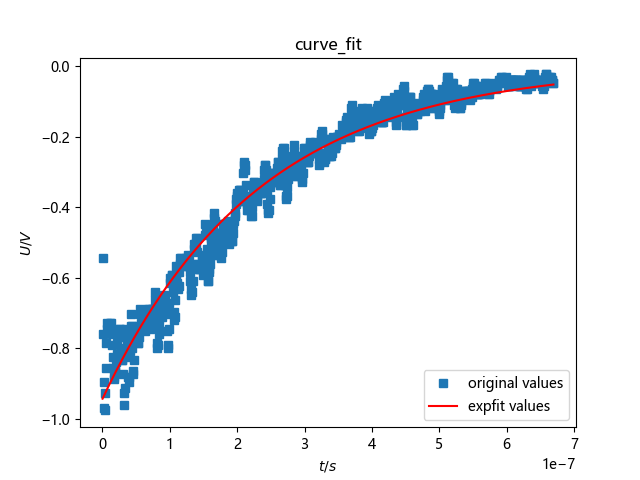 curve_fit
U/V
0.0
−0.2
−0.4
−0.6
−0.8
−1.0
original values
expfit values
0 1 2 3 4 5 6 7
1e−7
t/s